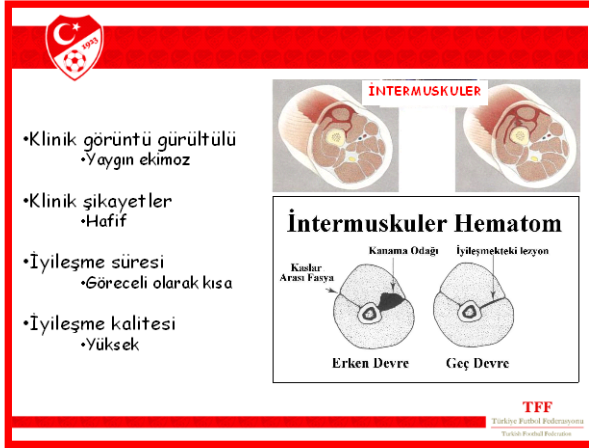 1923
İNTERMUSKULER
•Klinik görüntü gürültülü
•Yaygın ekimoz
•Klinik şikayetler
•Hafif
•İyileşme süresi
•Göreceli olarak kısa
•İyileşme kalitesi
•Yüksek
İntermuskuler Hematom
Kanama Odağı
İyileşmekteki lezyon
Kaslar
Arası Fasya
Erken Devre
Geç Devre
TFF
Türkiye Futbol Federasyonu
Turkish Football Federation